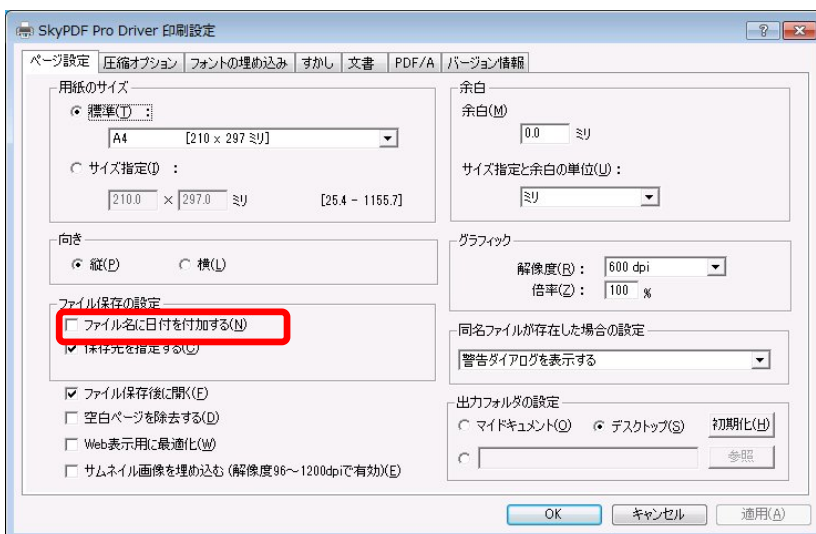 SkyPDF Pro Driver 印刷設定
ページ設定 圧縮オプション フォントの埋め込み すかし 文書 PDF/A バージョン情報
用紙のサイズ
標準(T) :
A4 [210 x 297 ミリ]
サイズ指定(I) :
210.0 × 297.0 ミリ [25.4 - 1155.7]
余白
余白(M)
0.0 ミリ
サイズ指定と余白の単位(U) :
ミリ
向き
縦(P) 横(L)
グラフィック
解像度(R) : 600 dpi
倍率(Z) : 100 %
ファイル保存の設定
ファイル名に日付を付加する(N)
保存先を指定する(C)
同名ファイルが存在した場合の設定
警告ダイアログを表示する
ファイル保存後に開く(F)
空白ページを除去する(D)
Web表示用に最適化(W)
サムネイル画像を埋め込む (解像度96～1200dpiで有効)(E)
出力フォルダの設定
マイドキュメント(O) デスクトップ(S) 初期化(H)
参照
OK キャンセル 適用(A)